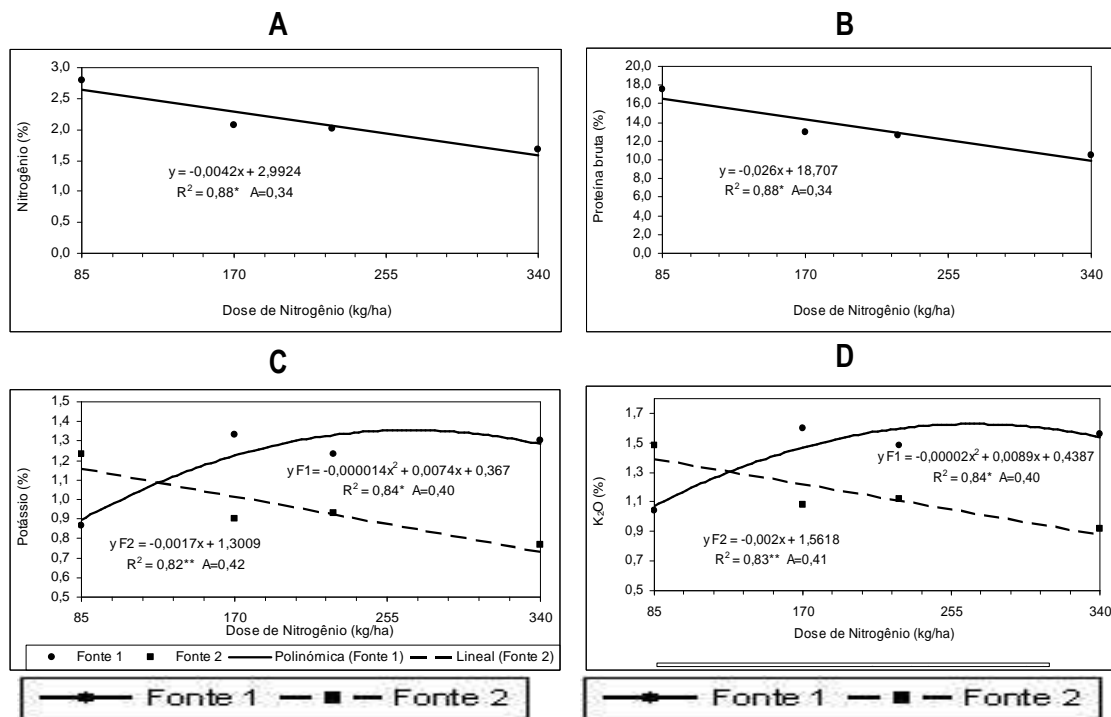 A
Nitrogênio (%)
3,0
2,5
2,0
1,5
1,0
0,5
0,0
y = -0,0042x + 2,9924
R² = 0,88* A=0,34
85 170 255 340
Dose de Nitrogênio (kg/ha)
B
Proteína bruta (%)
20,0
18,0
16,0
14,0
12,0
10,0
8,0
6,0
4,0
2,0
0,0
y = -0,026x + 18,707
R² = 0,88* A=0,34
85 170 255 340
Dose de Nitrogênio (kg/ha)
C
Potássio (%)
1,5
1,4
1,3
1,2
1,1
1,0
0,9
0,8
0,7
0,6
0,5
y F1 = -0,000014x² + 0,0074x + 0,367
R² = 0,84* A=0,40
y F2 = -0,0017x + 1,3009
R² = 0,82** A=0,42
85 170 255 340
Dose de Nitrogênio (kg/ha)
Fonte 1 Fonte 2 Polinómica (Fonte 1) Lineal (Fonte 2)
Fonte 1 Fonte 2
D
K₂O (%)
1,7
1,5
1,3
1,1
0,9
0,7
0,5
y F1 = -0,00002x² + 0,0089x + 0,4387
R² = 0,84* A=0,40
y F2 = -0,002x + 1,5618
R² = 0,83** A=0,41
85 170 255 340
Dose de Nitrogênio (kg/ha)
Fonte 1 Fonte 2